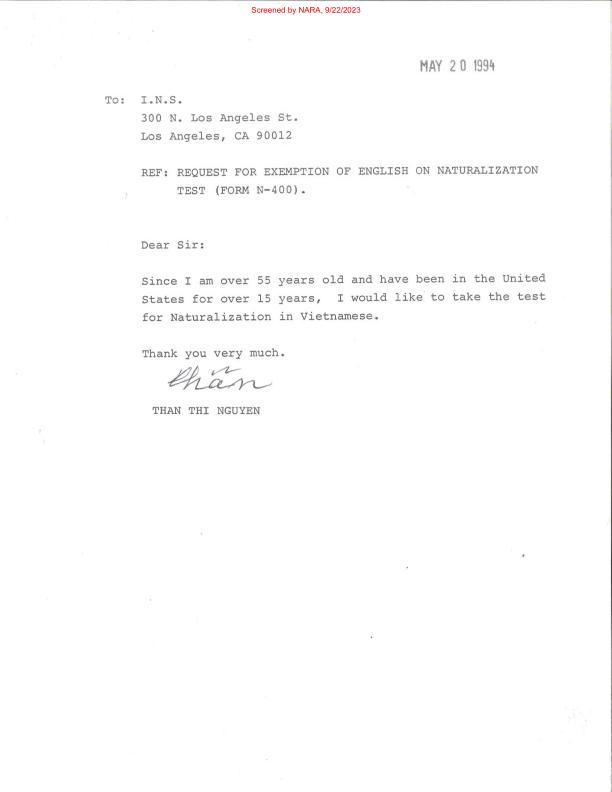 Screened by NARA, 9/22/2023
MAY 20 1994
To: I.N.S.
300 N. Los Angeles St.
Los Angeles, CA 90012
REF: REQUEST FOR EXEMPTION OF ENGLISH ON NATURALIZATION
TEST (FORM N-400).
Dear Sir:
Since I am over 55 years old and have been in the United
States for over 15 years, I would like to take the test
for Naturalization in Vietnamese.
Thank you very much.
THAN THI NGUYEN